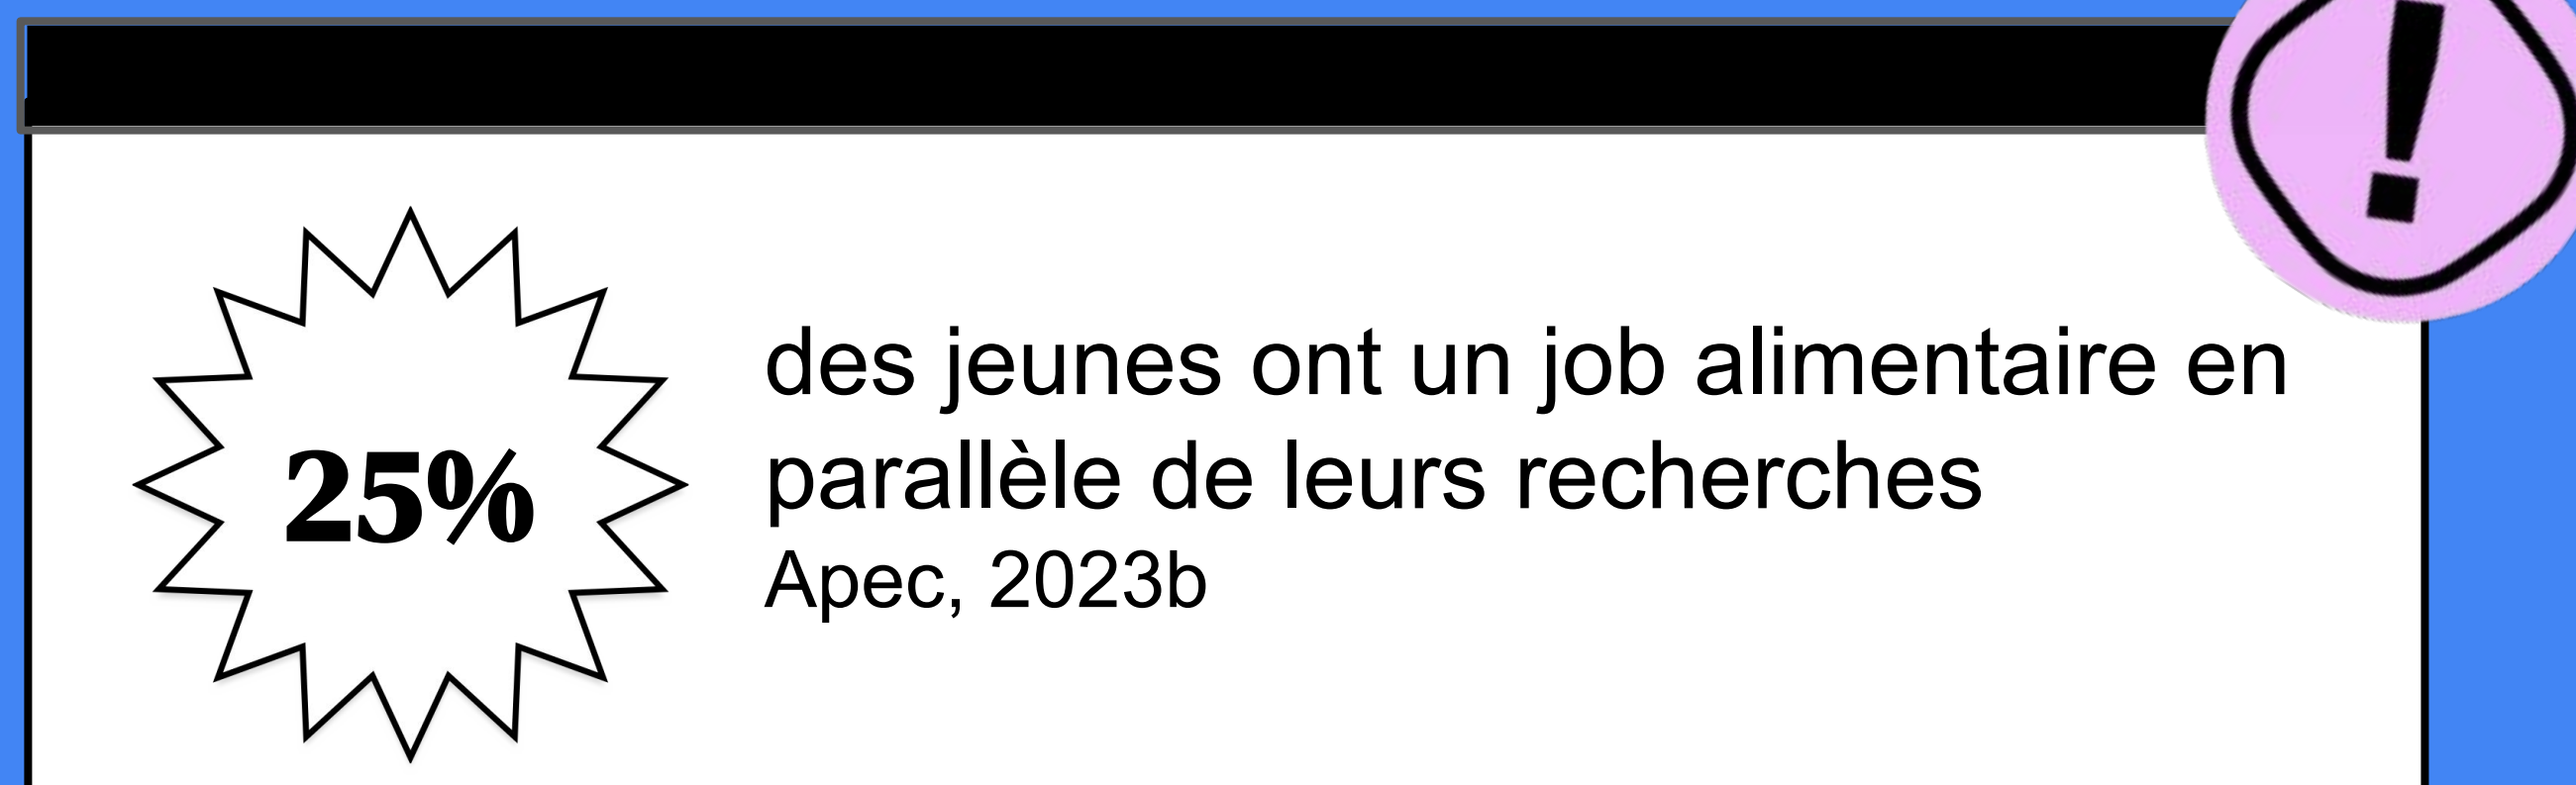 !
25%
des jeunes ont un job alimentaire en
parallèle de leurs recherches
Apec, 2023b